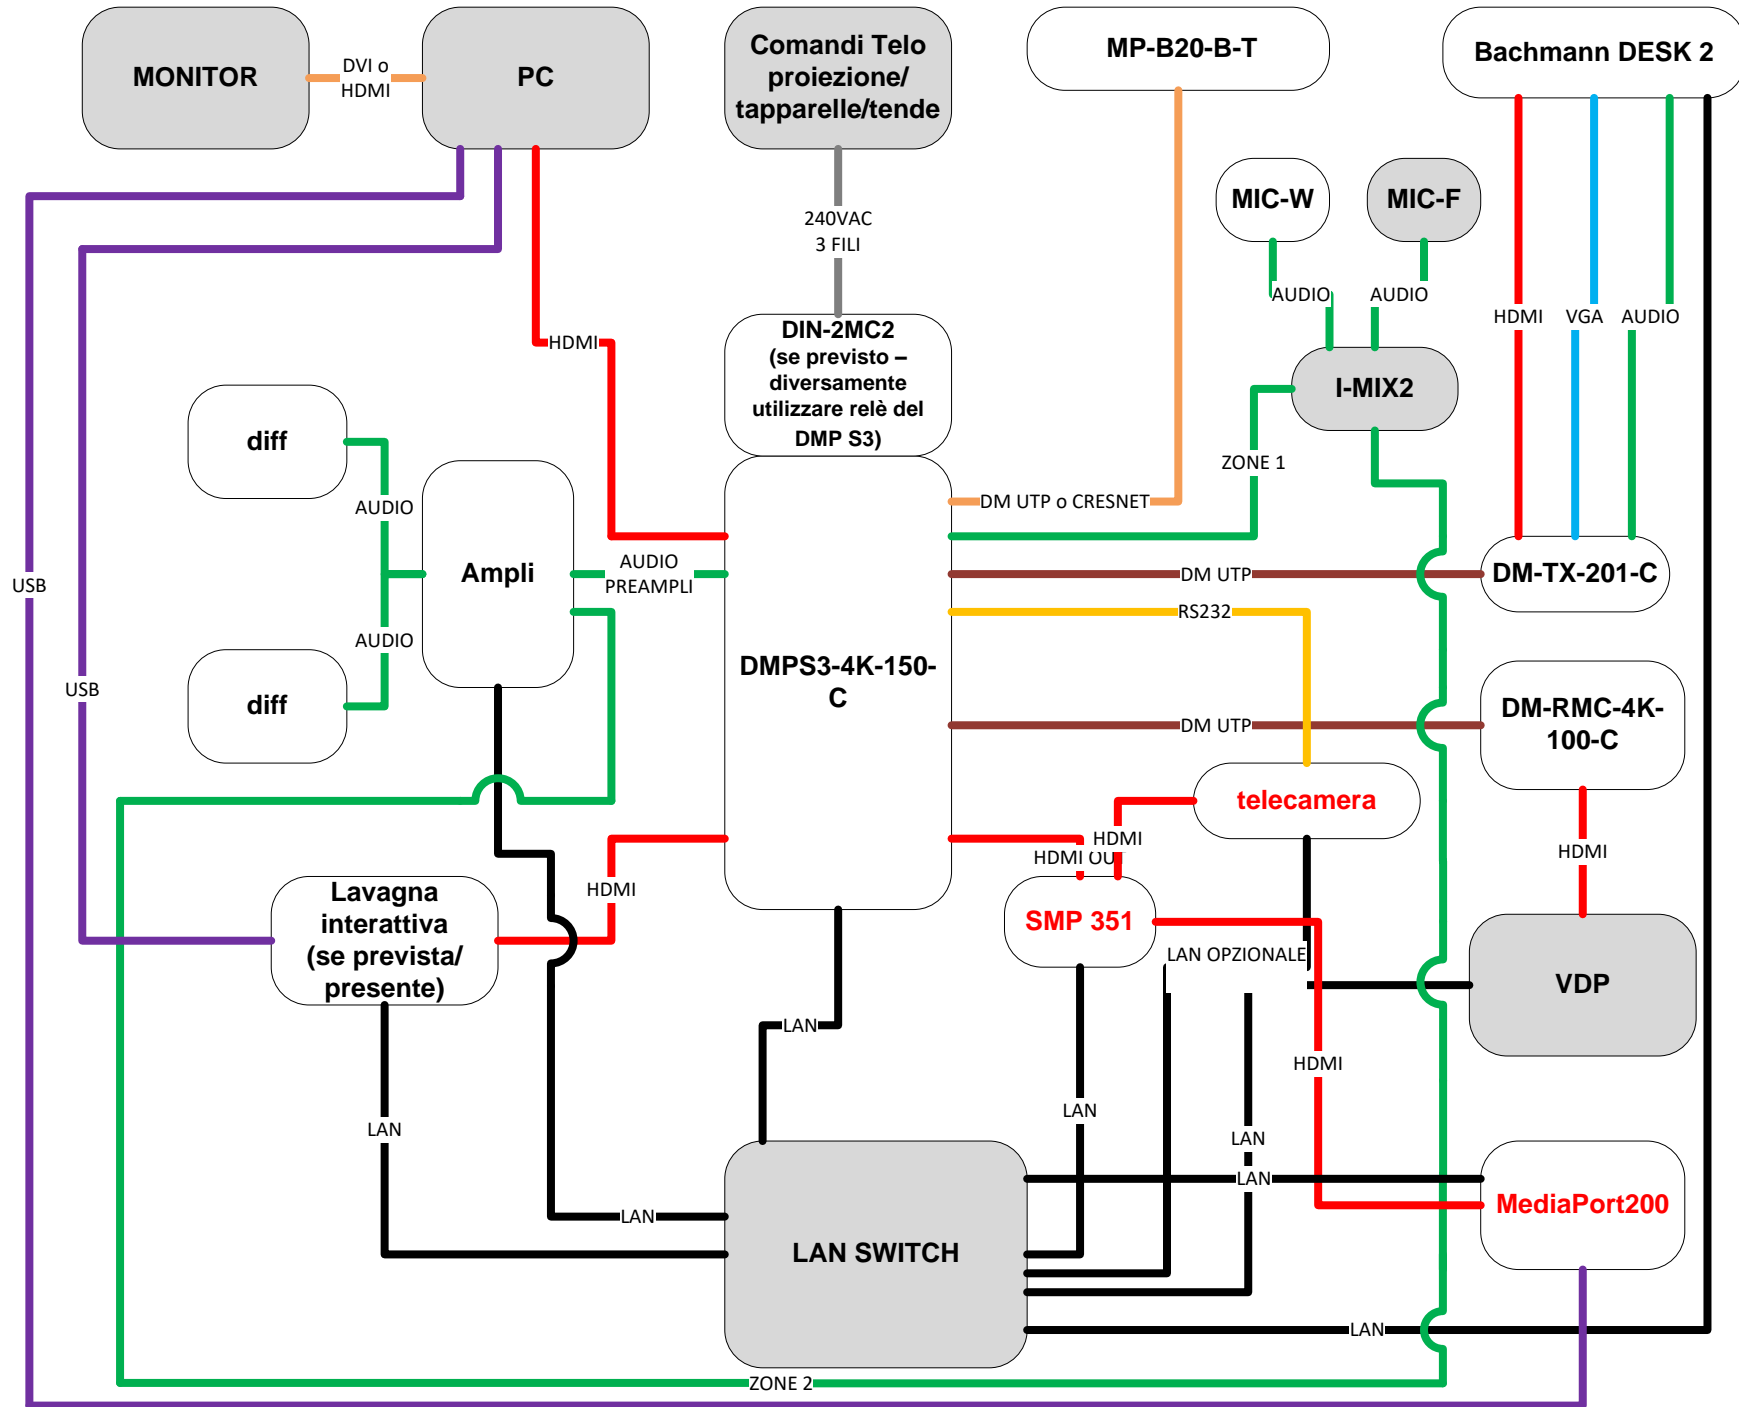 MONITOR
DVI o
HDMI
PC
Comandi Telo
proiezione/
tapparelle/tende
MP-B20-B-T
Bachmann DESK 2
240VAC
3 FILI
MIC-W
MIC-F
AUDIO
AUDIO
HDMI
VGA
AUDIO
HDMI
DIN-2MC2
(se previsto –
diversamente
utilizzare relè del
DMP S3)
I-MIX2
diff
AUDIO
ZONE 1
DM UTP o CRESNET
Ampli
AUDIO
PREAMPLI
DM UTP
DM-TX-201-C
USB
RS232
AUDIO
diff
USB
DMPS3-4K-150-
C
DM UTP
DM-RMC-4K-
100-C
telecamera
HDMI
HDMI OU
HDMI
HDMI
Lavagna
interattiva
(se prevista/
presente)
SMP 351
LAN OPZIONALE
VDP
LAN
HDMI
LAN
LAN
LAN
LAN
MediaPort200
LAN
LAN SWITCH
LAN
ZONE 2